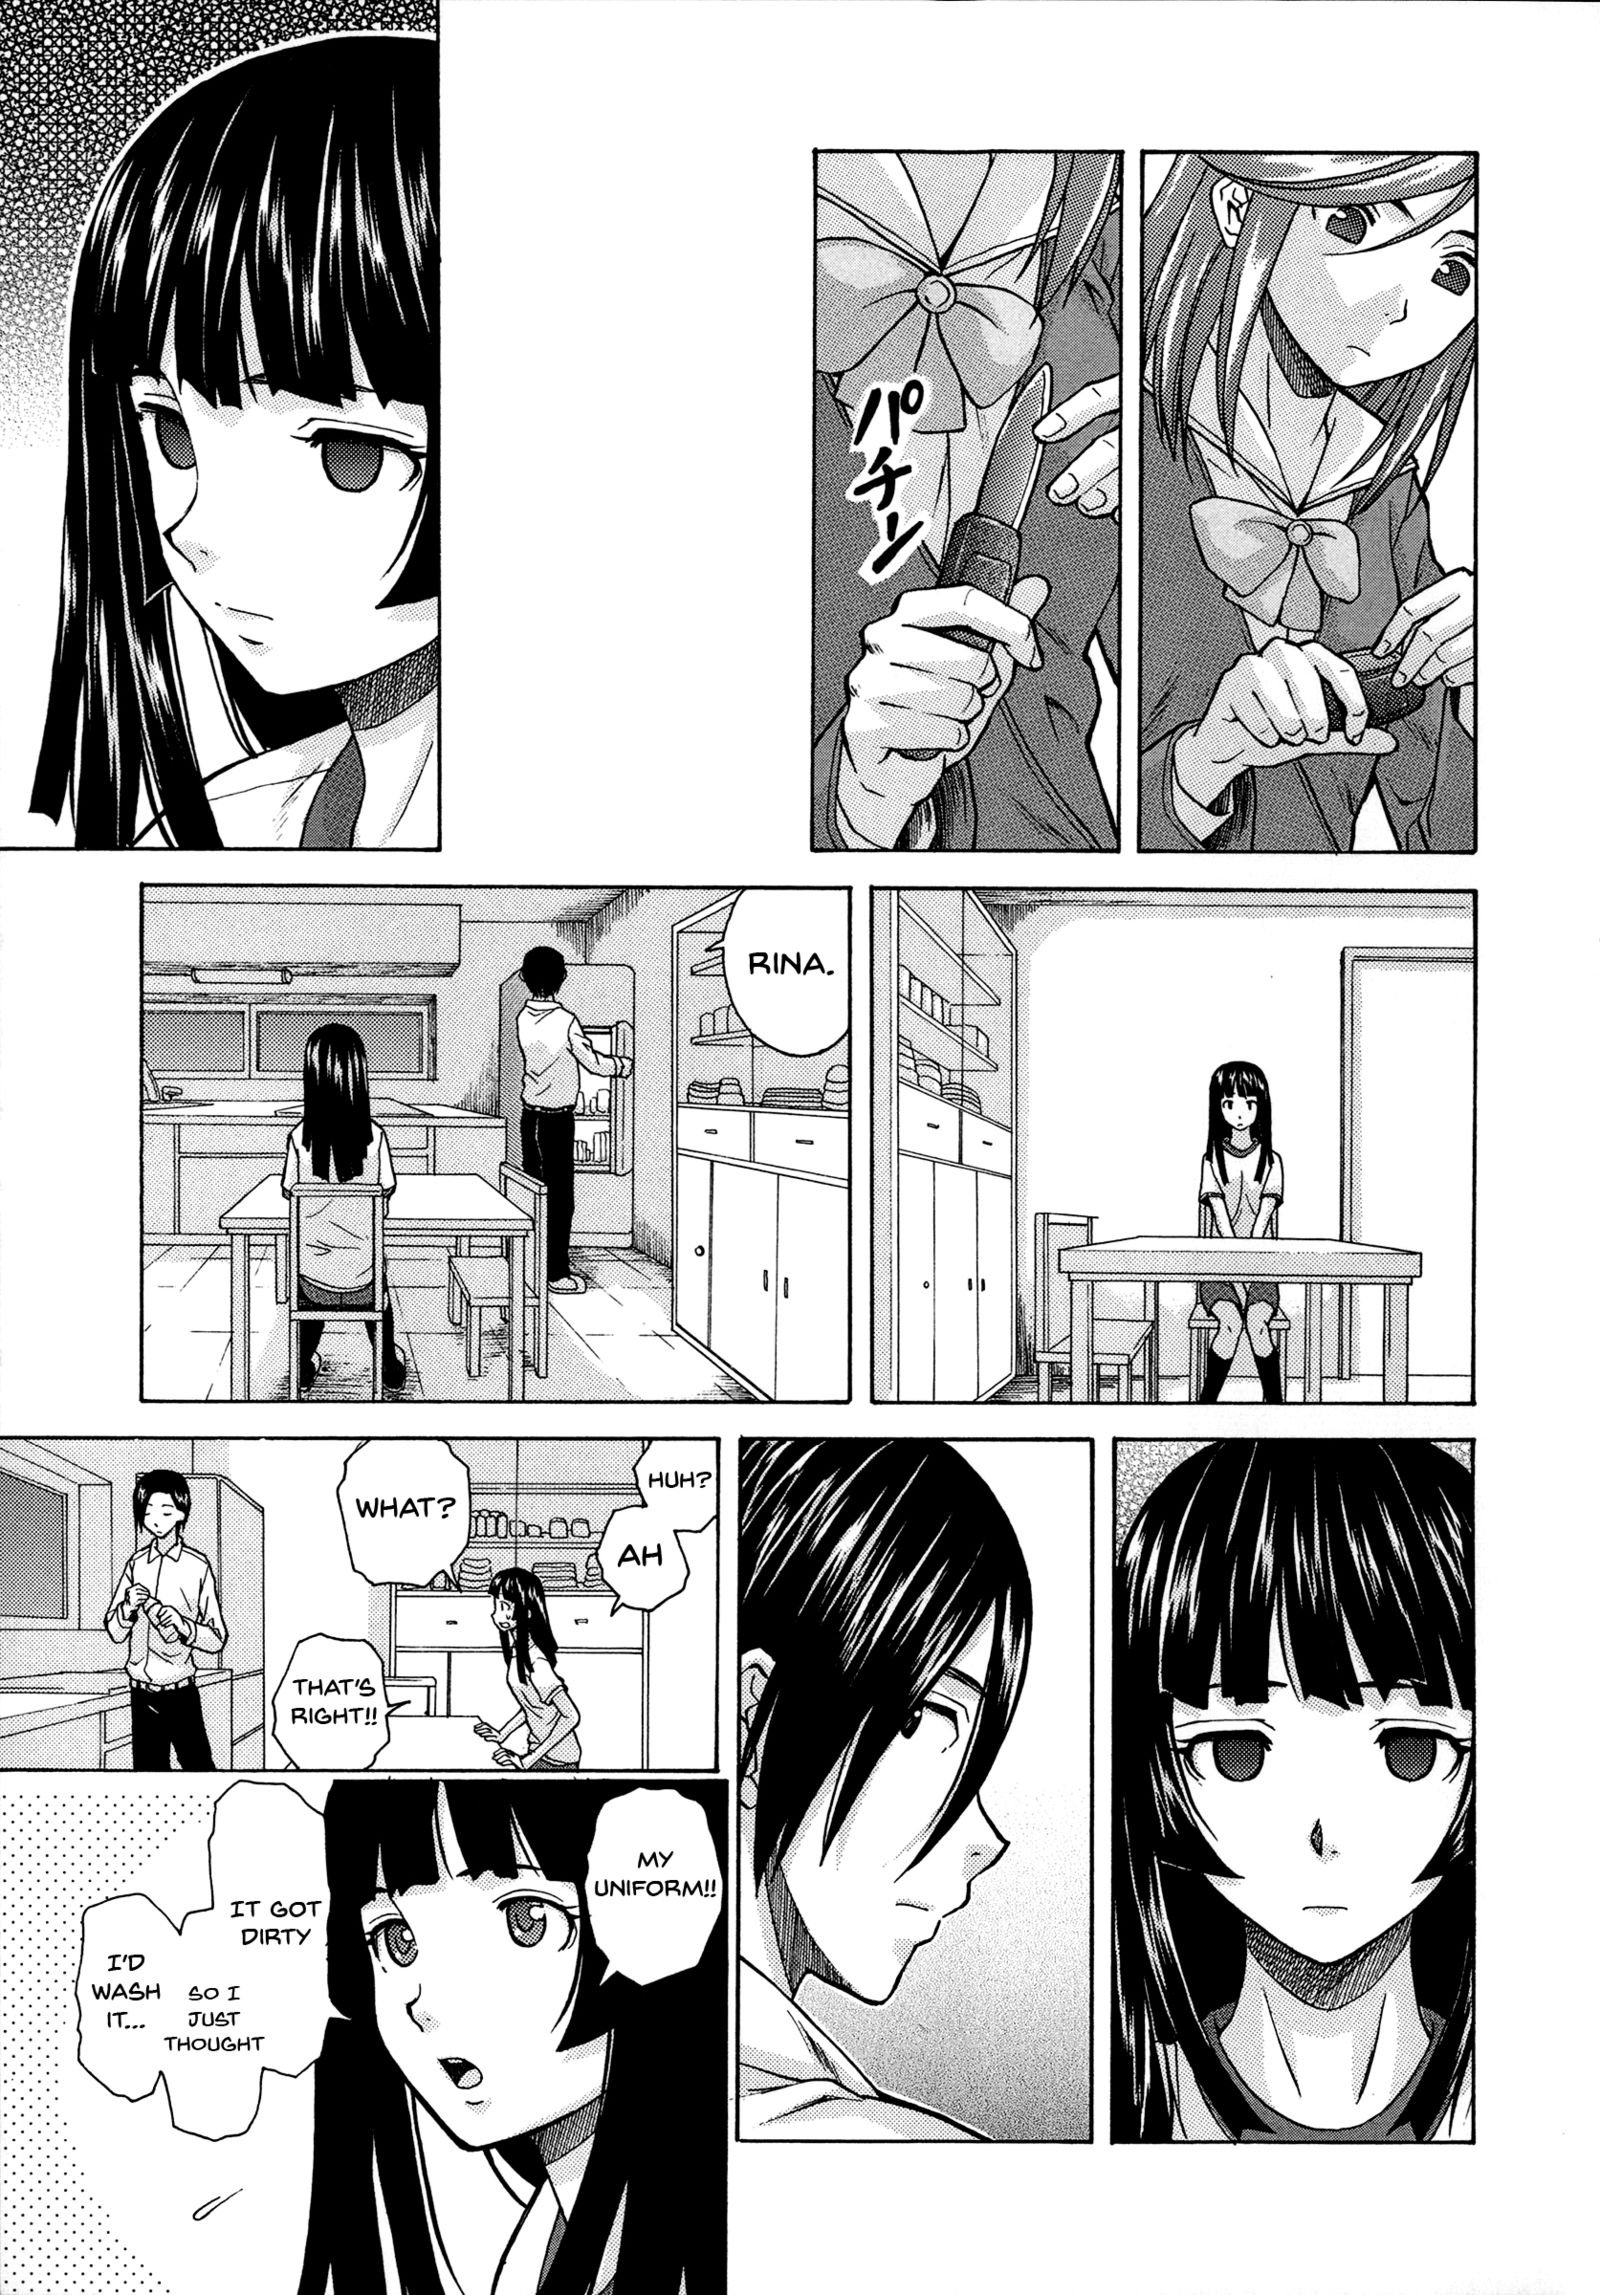 パチン
RINA.
HUH?
AH
WHAT?
THAT'S
RIGHT!!
MY
UNIFORM!!
IT GOT
DIRTY
SO I
JUST
THOUGHT
I'D
WASH
IT...